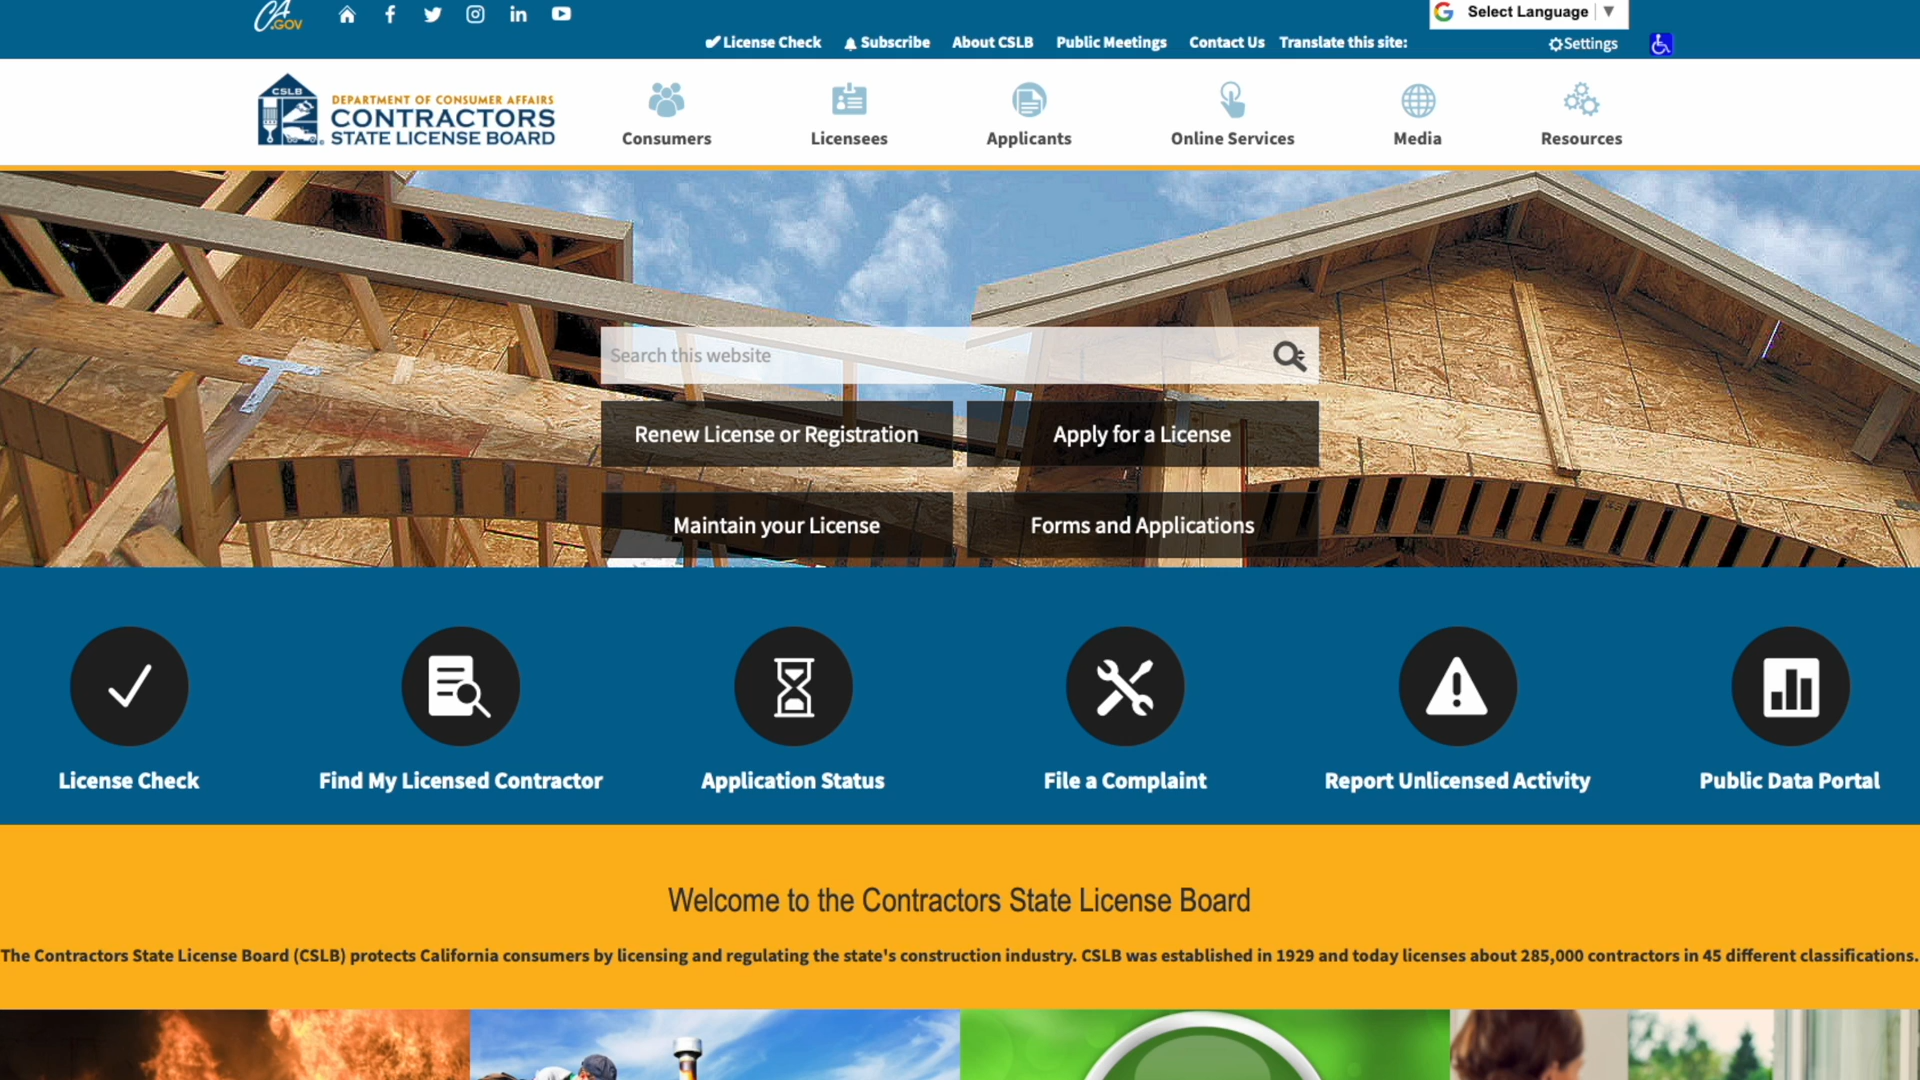 CA
.GOV
Select Language ▼
License Check Subscribe About CSLB Public Meetings Contact Us Translate this site: Settings
CSLB
DEPARTMENT OF CONSUMER AFFAIRS
CONTRACTORS
STATE LICENSE BOARD
Consumers Licensees Applicants Online Services Media Resources
Search this website
Renew License or Registration Apply for a License
Maintain your License Forms and Applications
License Check Find My Licensed Contractor Application Status File a Complaint Report Unlicensed Activity Public Data Portal
Welcome to the Contractors State License Board
The Contractors State License Board (CSLB) protects California consumers by licensing and regulating the state's construction industry. CSLB was established in 1929 and today licenses about 285,000 contractors in 45 different classifications.